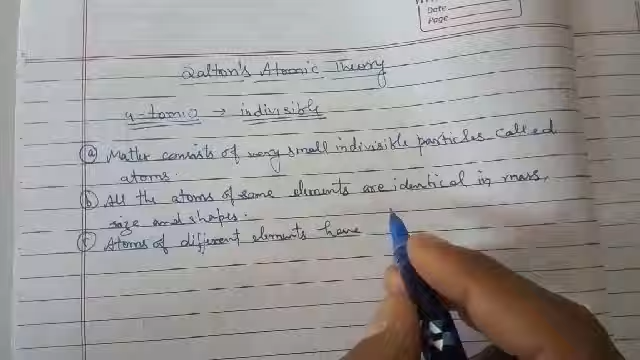 Date
Page
Dalton's Atomic Theory
a-tomio → indivisible
(a) Matter consists of very small indivisible particles called
atoms.
(b) All the atoms of same elements are identical in mass,
size and shapes.
(c) Atoms of different elements have